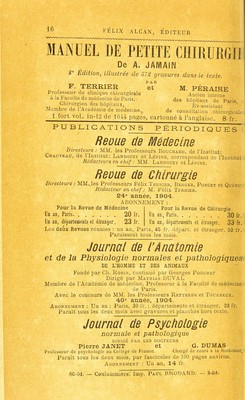 16 FÉLIX ALCAN, ÉDITEUR
MANUEL DE PETITE CHIRURGIE
De A. JAMAIN
Édition, illustrée de 572 gravures dans le texte.
PAR
F. TERRIER et M. PÉRAISE
Professeur de clinique chirurgicale
à la Faculté de médecine de Paris,
Chirurgien des hôpitaux,
Membre de l'Académie de médecine,
Ancien interne
des hôpitaux de Paris,
Ex-assistant
de consultation chirurgicale
1 fort vol. in-12 de 1044 pages, cartonné à l'anglaise. 8 fr.
PUBLICATIONS PÉRIODIQUES
Revue de Médecine
Directeurs : MM. les Professeurs BOUCHARD, de l'Institut;
CHAUVEAU, de l'Institut; LANDOUZY et LÉPINE, correspondant de l'Institut
Rédacteurs en chef : MM. LANDOUZY et LÉPINE.
Revue de Chirurgie
Directeurs : MM. les Professeurs FÉLIX TERRIER, BERGER, PONCET et QUÉNU
Rédacteur en chef : M. FÉLIX TERRIER.
24e année, 1904.
ABONNEMENT :
Pour la Revue de Médecine
Un an, Paris. 20 fr.
Un an, départements et étranger. 23 fr.
Pour la Revue de Chirurgie
Un an, Paris. 30 fr.
Un an, départements et étranger. 33 fr.
Les deux Revues réunies : un an, Paris, 45 fr. départ. et étranger. 50 fr.
Paraissent tous les mois.
Journal de l'Anatomie
et de la Physiologie normales et pathologiques
DE L'HOMME ET DES ANIMAUX
Fondé par CH. ROBIN, continué par GEORGES POUCHET
Dirigé par MATHIAS DUVAL
Membre de l'Académie de médecine, Professeur à la Faculté de médecine
de Paris,
Avec le concours de MM. les Professeurs RETTERER et TOURNEUX.
40e année, 1904.
ABONNEMENT : Un an : Paris, 30 fr. ; départements et étranger, 33 fr.
Paraît tous les deux mois avec gravures et planches hors texte.
Journal de Psychologie
normale et pathologique
DIRIGÉ PAR LES DOCTEURS
Pierre JANET et G. DUMAS
Professeur de psychologie au Collège de France. Chargé de cours à la Sorbonne.
Paraît tous les deux mois, par fascicules de 100 pages environ.
ABONNEMENT : Un an, 14 fr.
Coulommiers. Imp. PAUL BRODARD.